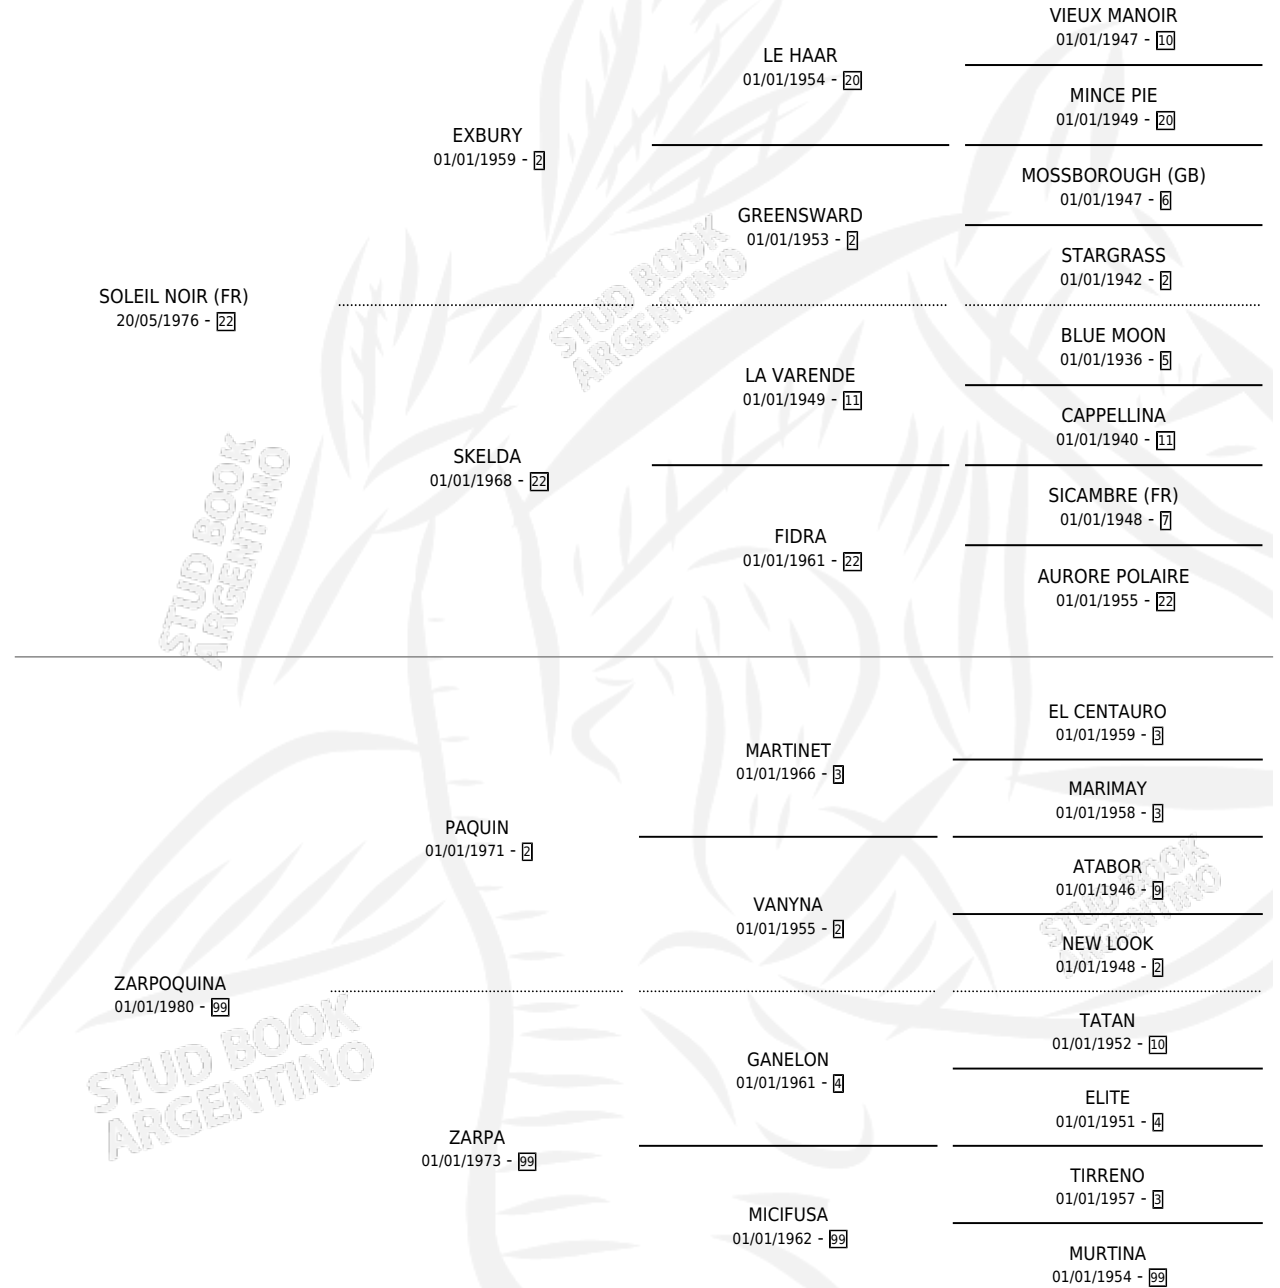 VIEUX MANOIR
01/01/1947 - 10
LE HAAR
01/01/1954 - 20
MINCE PIE
01/01/1949 - 20
EXBURY
01/01/1959 - 2
MOSSBOROUGH (GB)
01/01/1947 - 6
GREENSWARD
01/01/1953 - 2
STARGRASS
01/01/1942 - 2
SOLEIL NOIR (FR)
20/05/1976 - 22
BLUE MOON
01/01/1936 - 5
LA VARENDE
01/01/1949 - 11
CAPPELLINA
01/01/1940 - 11
SKELDA
01/01/1968 - 22
SICAMBRE (FR)
01/01/1948 - 7
FIDRA
01/01/1961 - 22
AURORE POLAIRE
01/01/1955 - 22
STUD BOOK
ARGENTINO
STUD BOOK
ARGENTINO
EL CENTAURO
01/01/1959 - 3
MARTINET
01/01/1966 - 3
MARIMAY
01/01/1958 - 3
PAQUIN
01/01/1971 - 2
ATABOR
01/01/1946 - 9
VANYNA
01/01/1955 - 2
NEW LOOK
01/01/1948 - 2
STUD BOOK
ARGENTINO
ZARPOQUINA
01/01/1980 - 99
TATAN
01/01/1952 - 10
GANELON
01/01/1961 - 4
ELITE
01/01/1951 - 4
STUD BOOK
ARGENTINO
ZARPA
01/01/1973 - 99
TIRRENO
01/01/1957 - 3
MICIFUSA
01/01/1962 - 99
MURTINA
01/01/1954 - 99